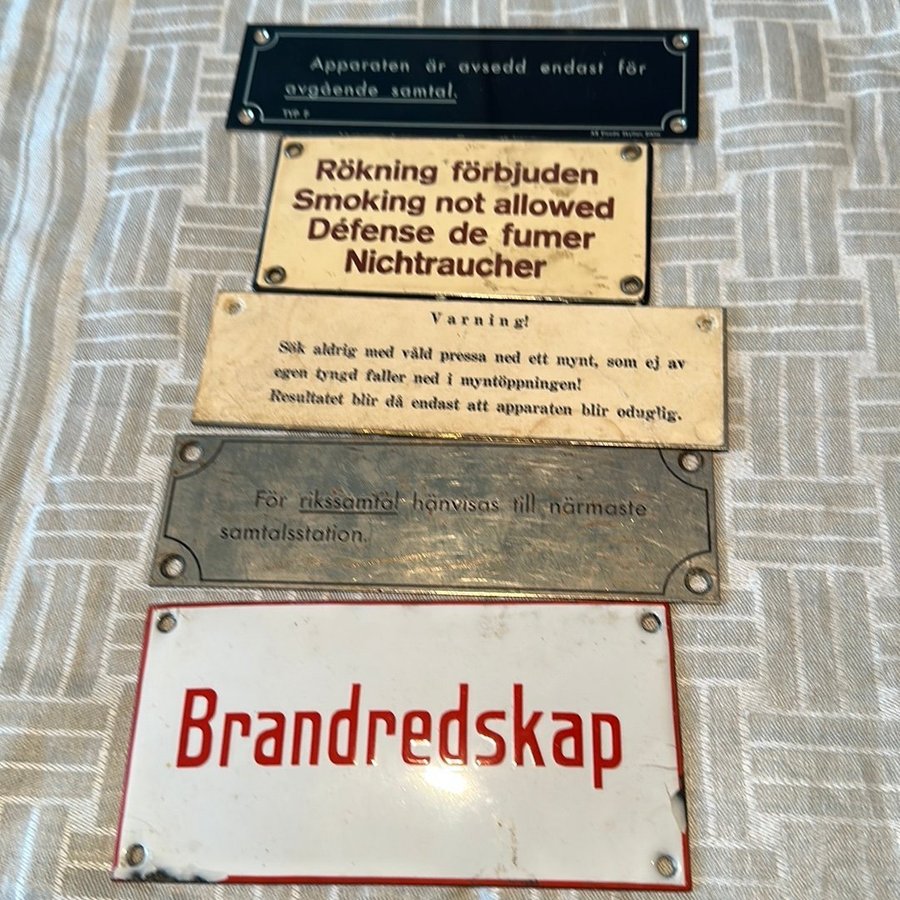 Apparaten är avsedd endast för
avgående samtal.
TYP F
Rökning förbjuden
Smoking not allowed
Défense de fumer
Nichtraucher
Varning!
Sök aldrig med våld pressa ned ett mynt, som ej av
egen tyngd faller ned i myntöppningen!
Resultatet blir då endast att apparaten blir oduglig.
För rikssamtal hänvisas till närmaste
samtalsstation.
Brandredskap